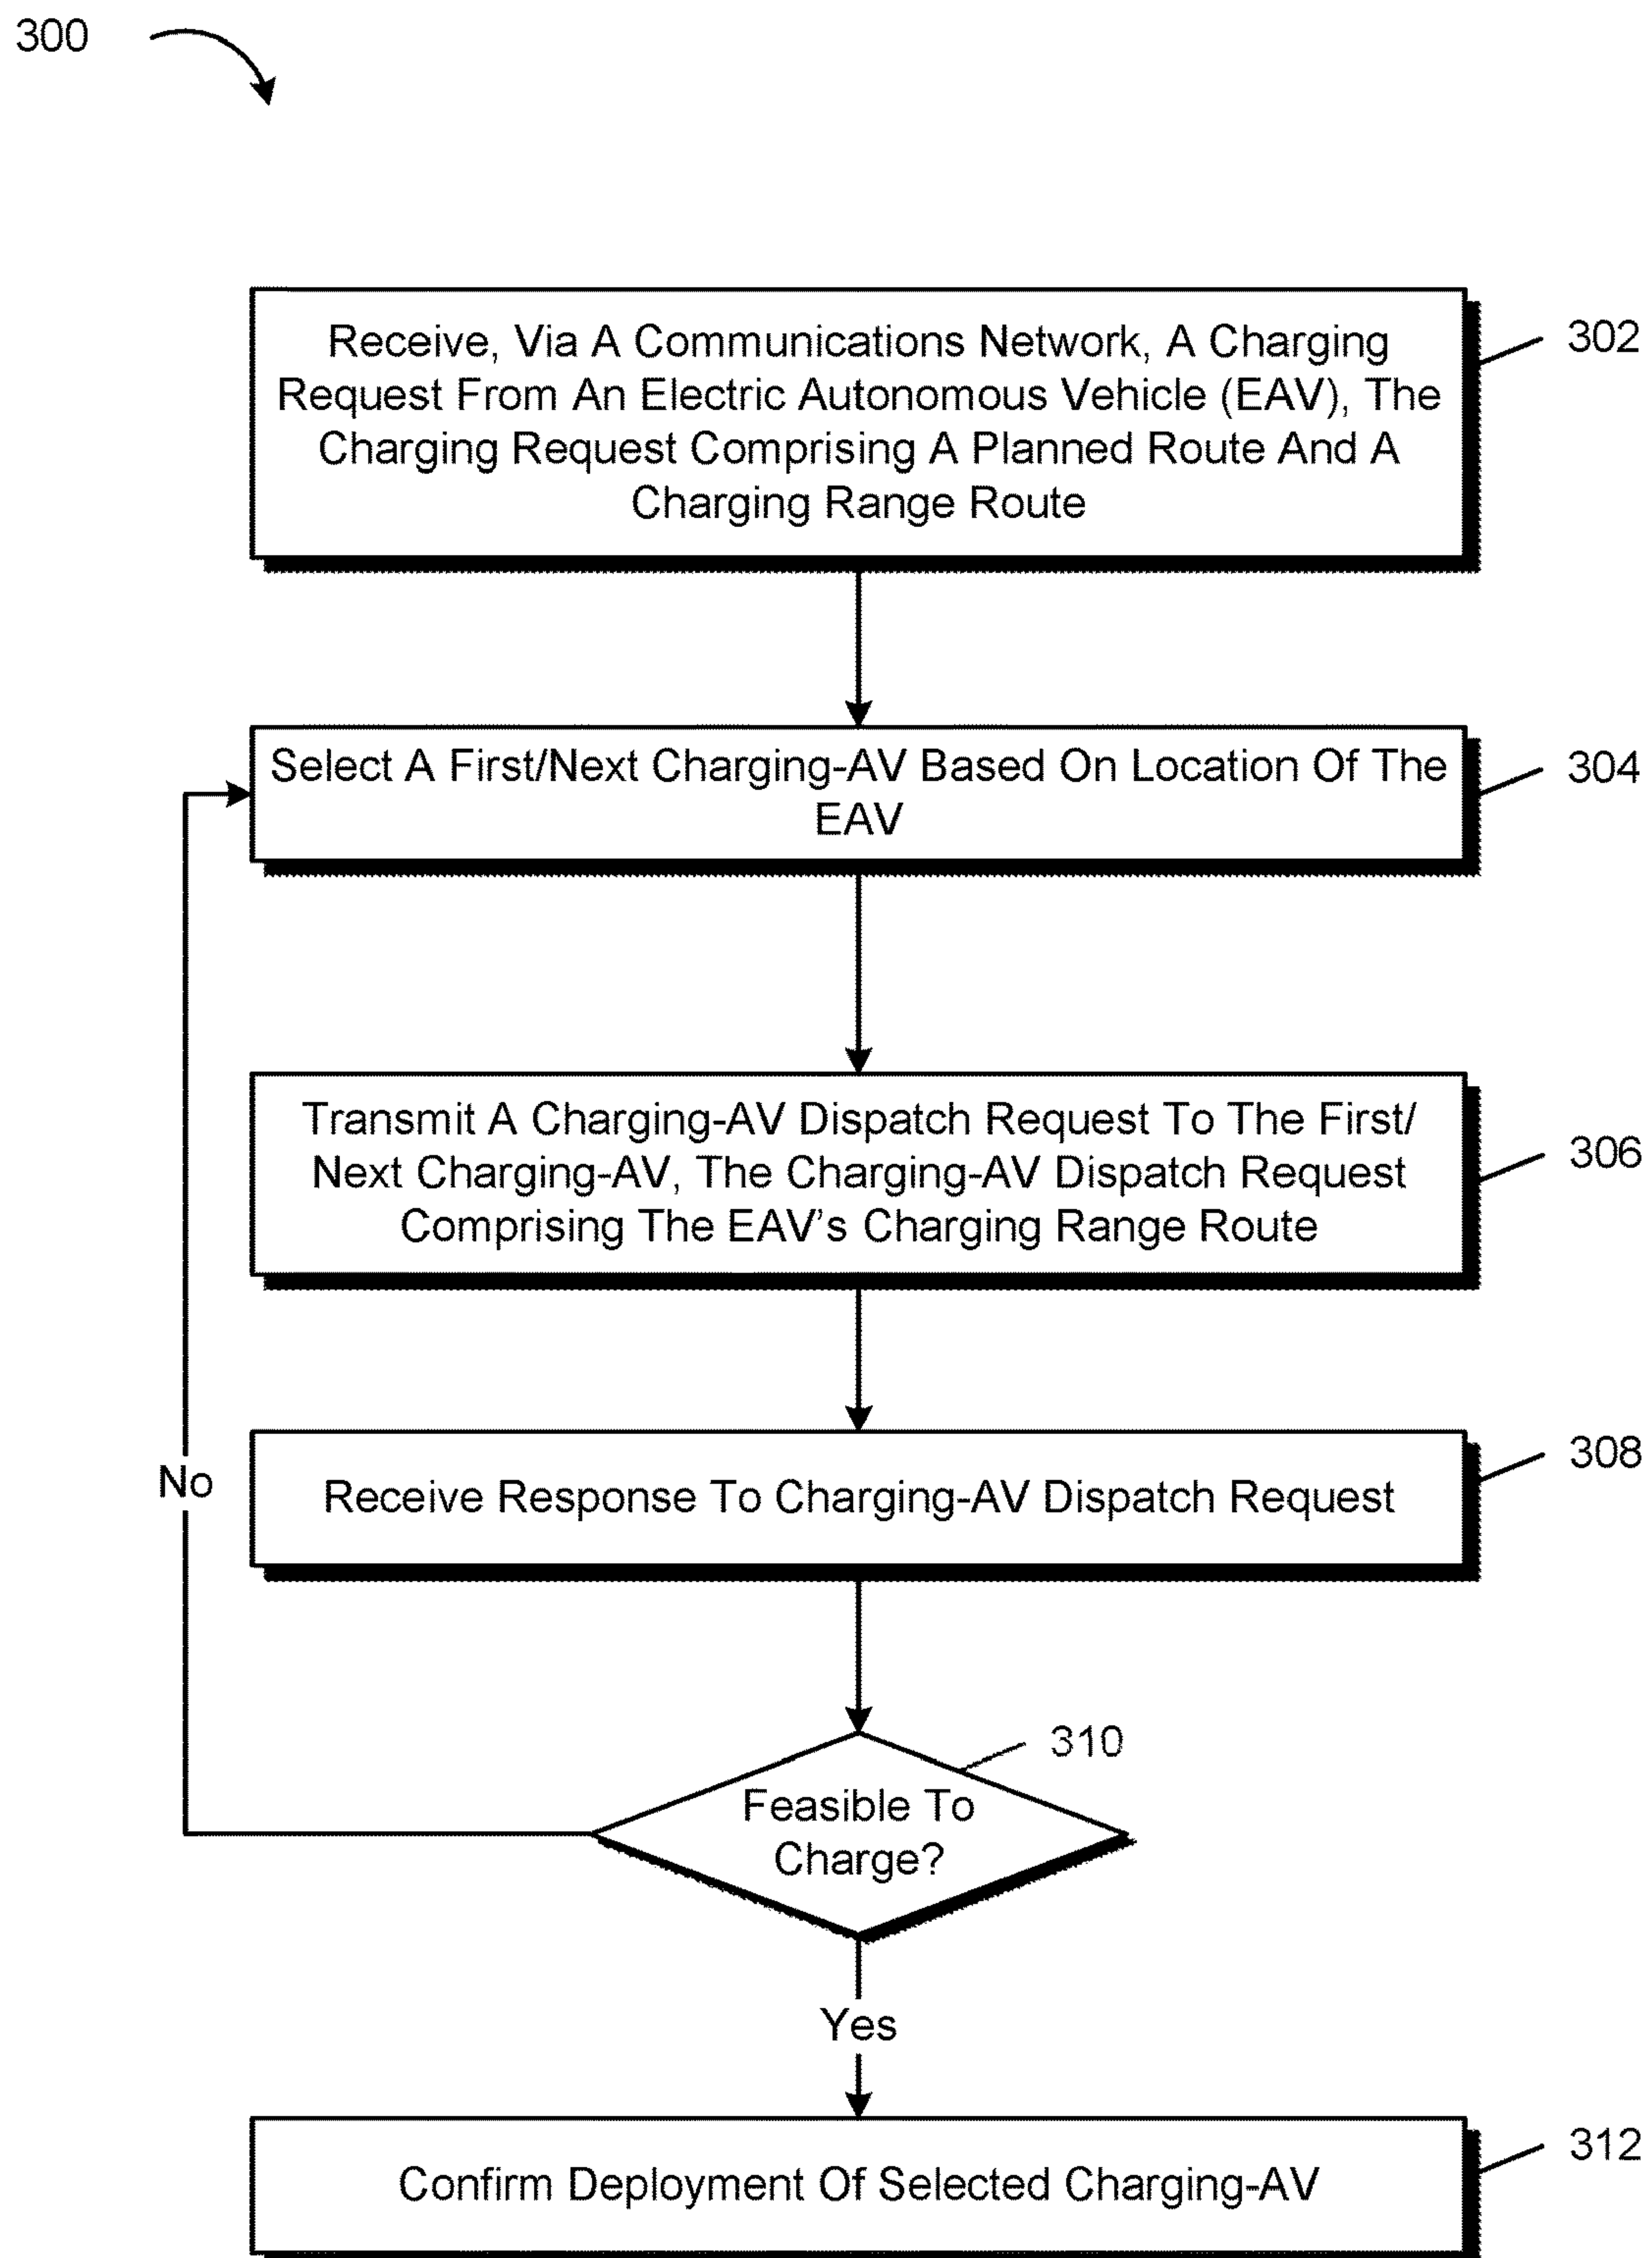 300
Receive, Via A Communications Network, A Charging
Request From An Electric Autonomous Vehicle (EAV), The
Charging Request Comprising A Planned Route And A
Charging Range Route
302
Select A First/Next Charging-AV Based On Location Of The
EAV
304
Transmit A Charging-AV Dispatch Request To The First/
Next Charging-AV, The Charging-AV Dispatch Request
Comprising The EAV’s Charging Range Route
306
Receive Response To Charging-AV Dispatch Request
308
No
310
Feasible To
Charge?
Yes
Confirm Deployment Of Selected Charging-AV
312